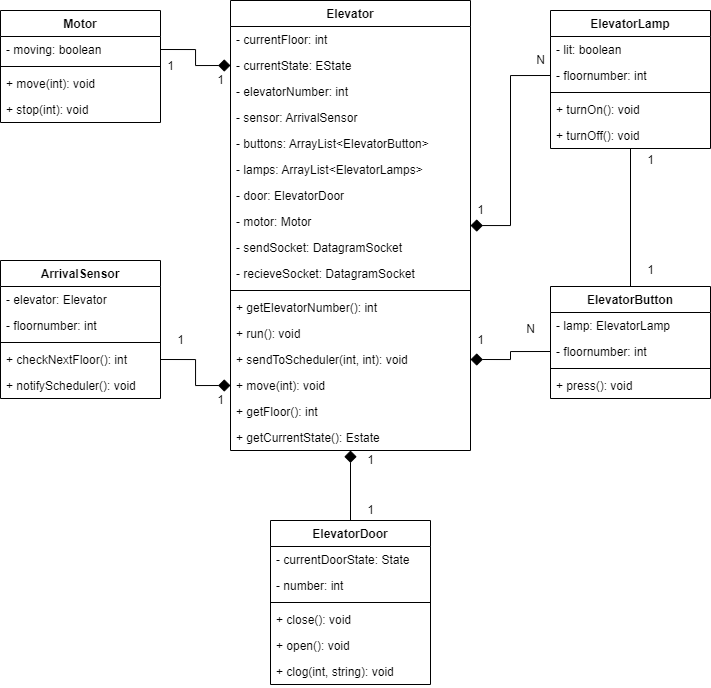 Motor
- moving: boolean
+ move(int): void
+ stop(int): void
1
1
Elevator
- currentFloor: int
- currentState: EState
- elevatorNumber: int
- sensor: ArrivalSensor
- buttons: ArrayList<ElevatorButton>
- lamps: ArrayList<ElevatorLamps>
- door: ElevatorDoor
- motor: Motor
- sendSocket: DatagramSocket
- recieveSocket: DatagramSocket
+ getElevatorNumber(): int
+ run(): void
+ sendToScheduler(int, int): void
+ move(int): void
+ getFloor(): int
+ getCurrentState(): Estate
N
1
ElevatorLamp
- lit: boolean
- floornumber: int
+ turnOn(): void
+ turnOff(): void
1
1
ArrivalSensor
- elevator: Elevator
- floornumber: int
+ checkNextFloor(): int
+ notifyScheduler(): void
1
1
1
N
ElevatorButton
- lamp: ElevatorLamp
- floornumber: int
+ press(): void
1
1
ElevatorDoor
- currentDoorState: State
- number: int
+ close(): void
+ open(): void
+ clog(int, string): void